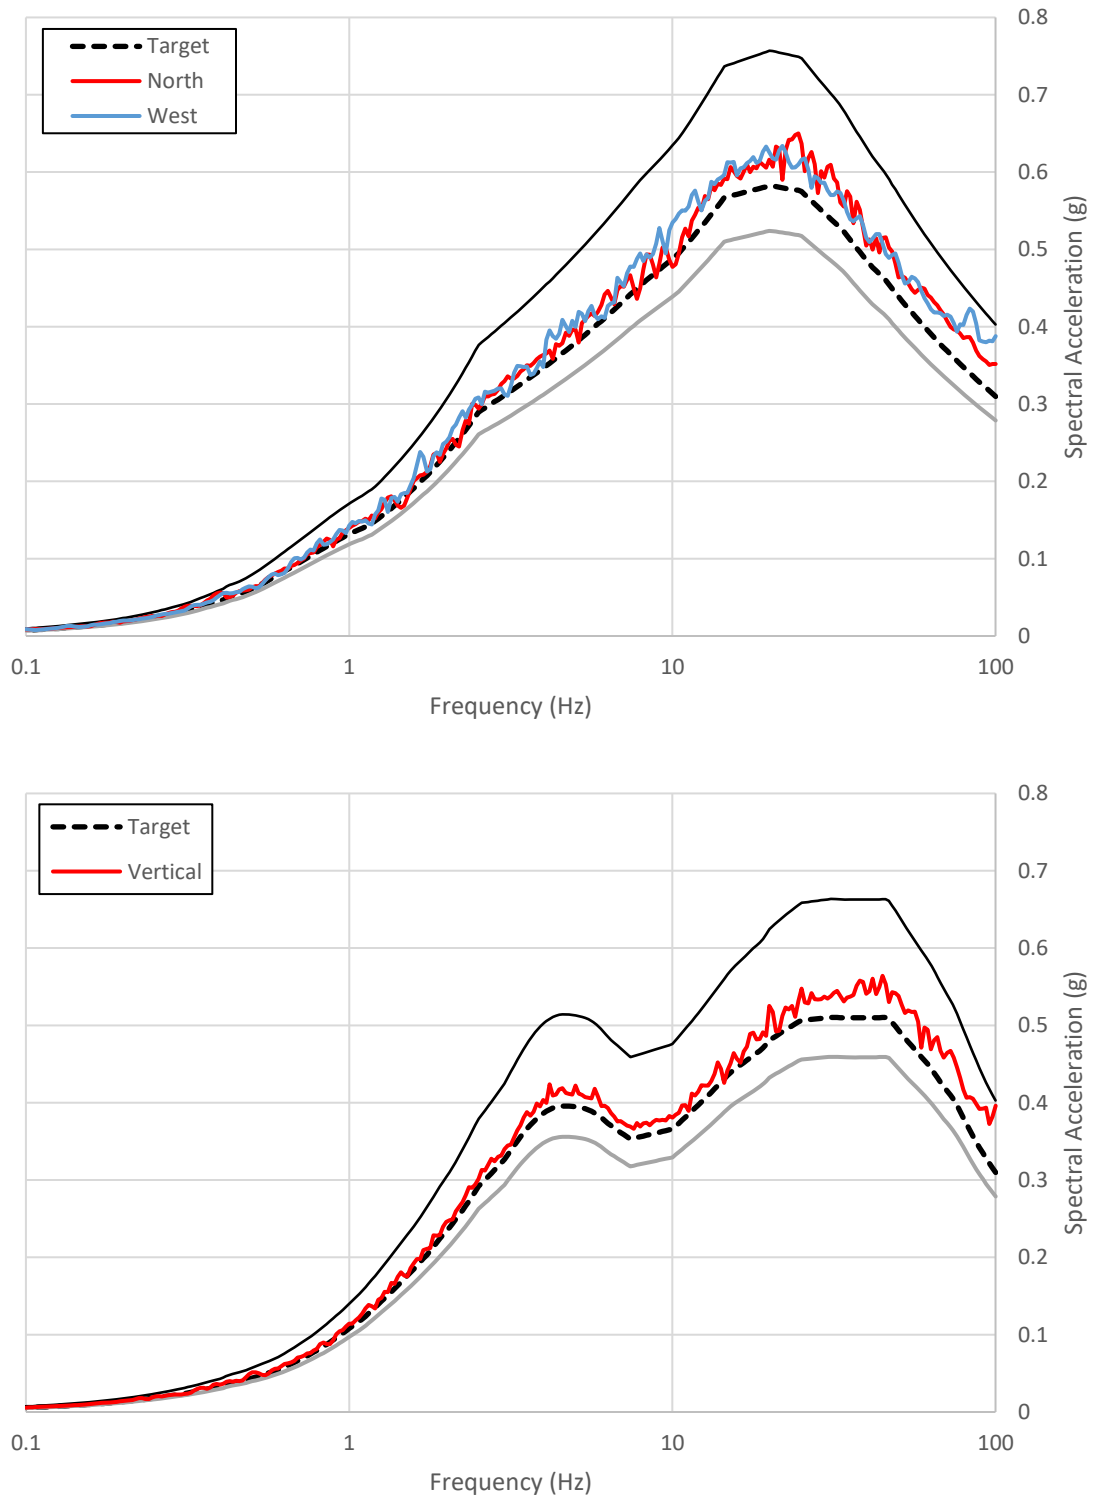 Target
North
West
0.8
0.7
0.6
0.5
0.4
0.3
0.2
0.1
0
Spectral Acceleration (g)
0.1 1 10 100
Frequency (Hz)
Target
Vertical
0.8
0.7
0.6
0.5
0.4
0.3
0.2
0.1
0
Spectral Acceleration (g)
0.1 1 10 100
Frequency (Hz)